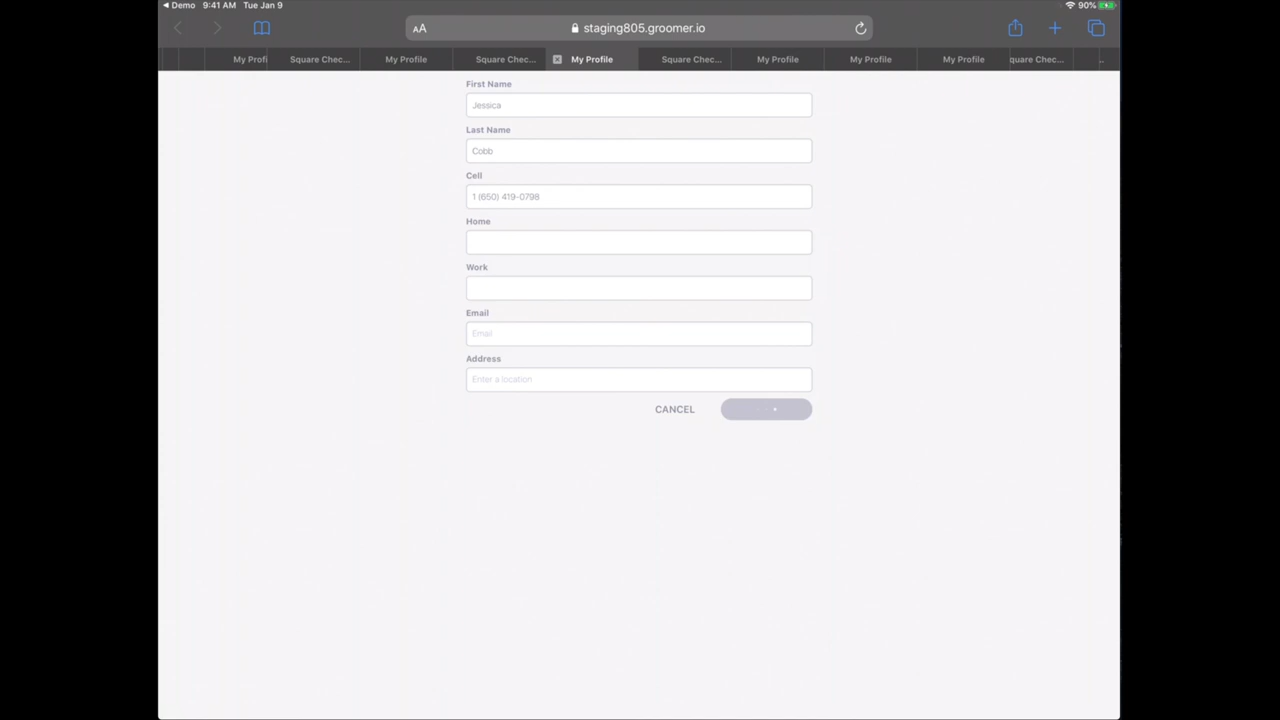 Demo 9:41 AM Tue Jan 9 90%
AA staging805.groomer.io
My Profi Square Chec... My Profile Square Chec... My Profile Square Chec... My Profile My Profile My Profile quare Chec... ..
First Name
Jessica
Last Name
Cobb
Cell
1 (650) 419-0798
Home
Work
Email
Email
Address
Enter a location
CANCEL